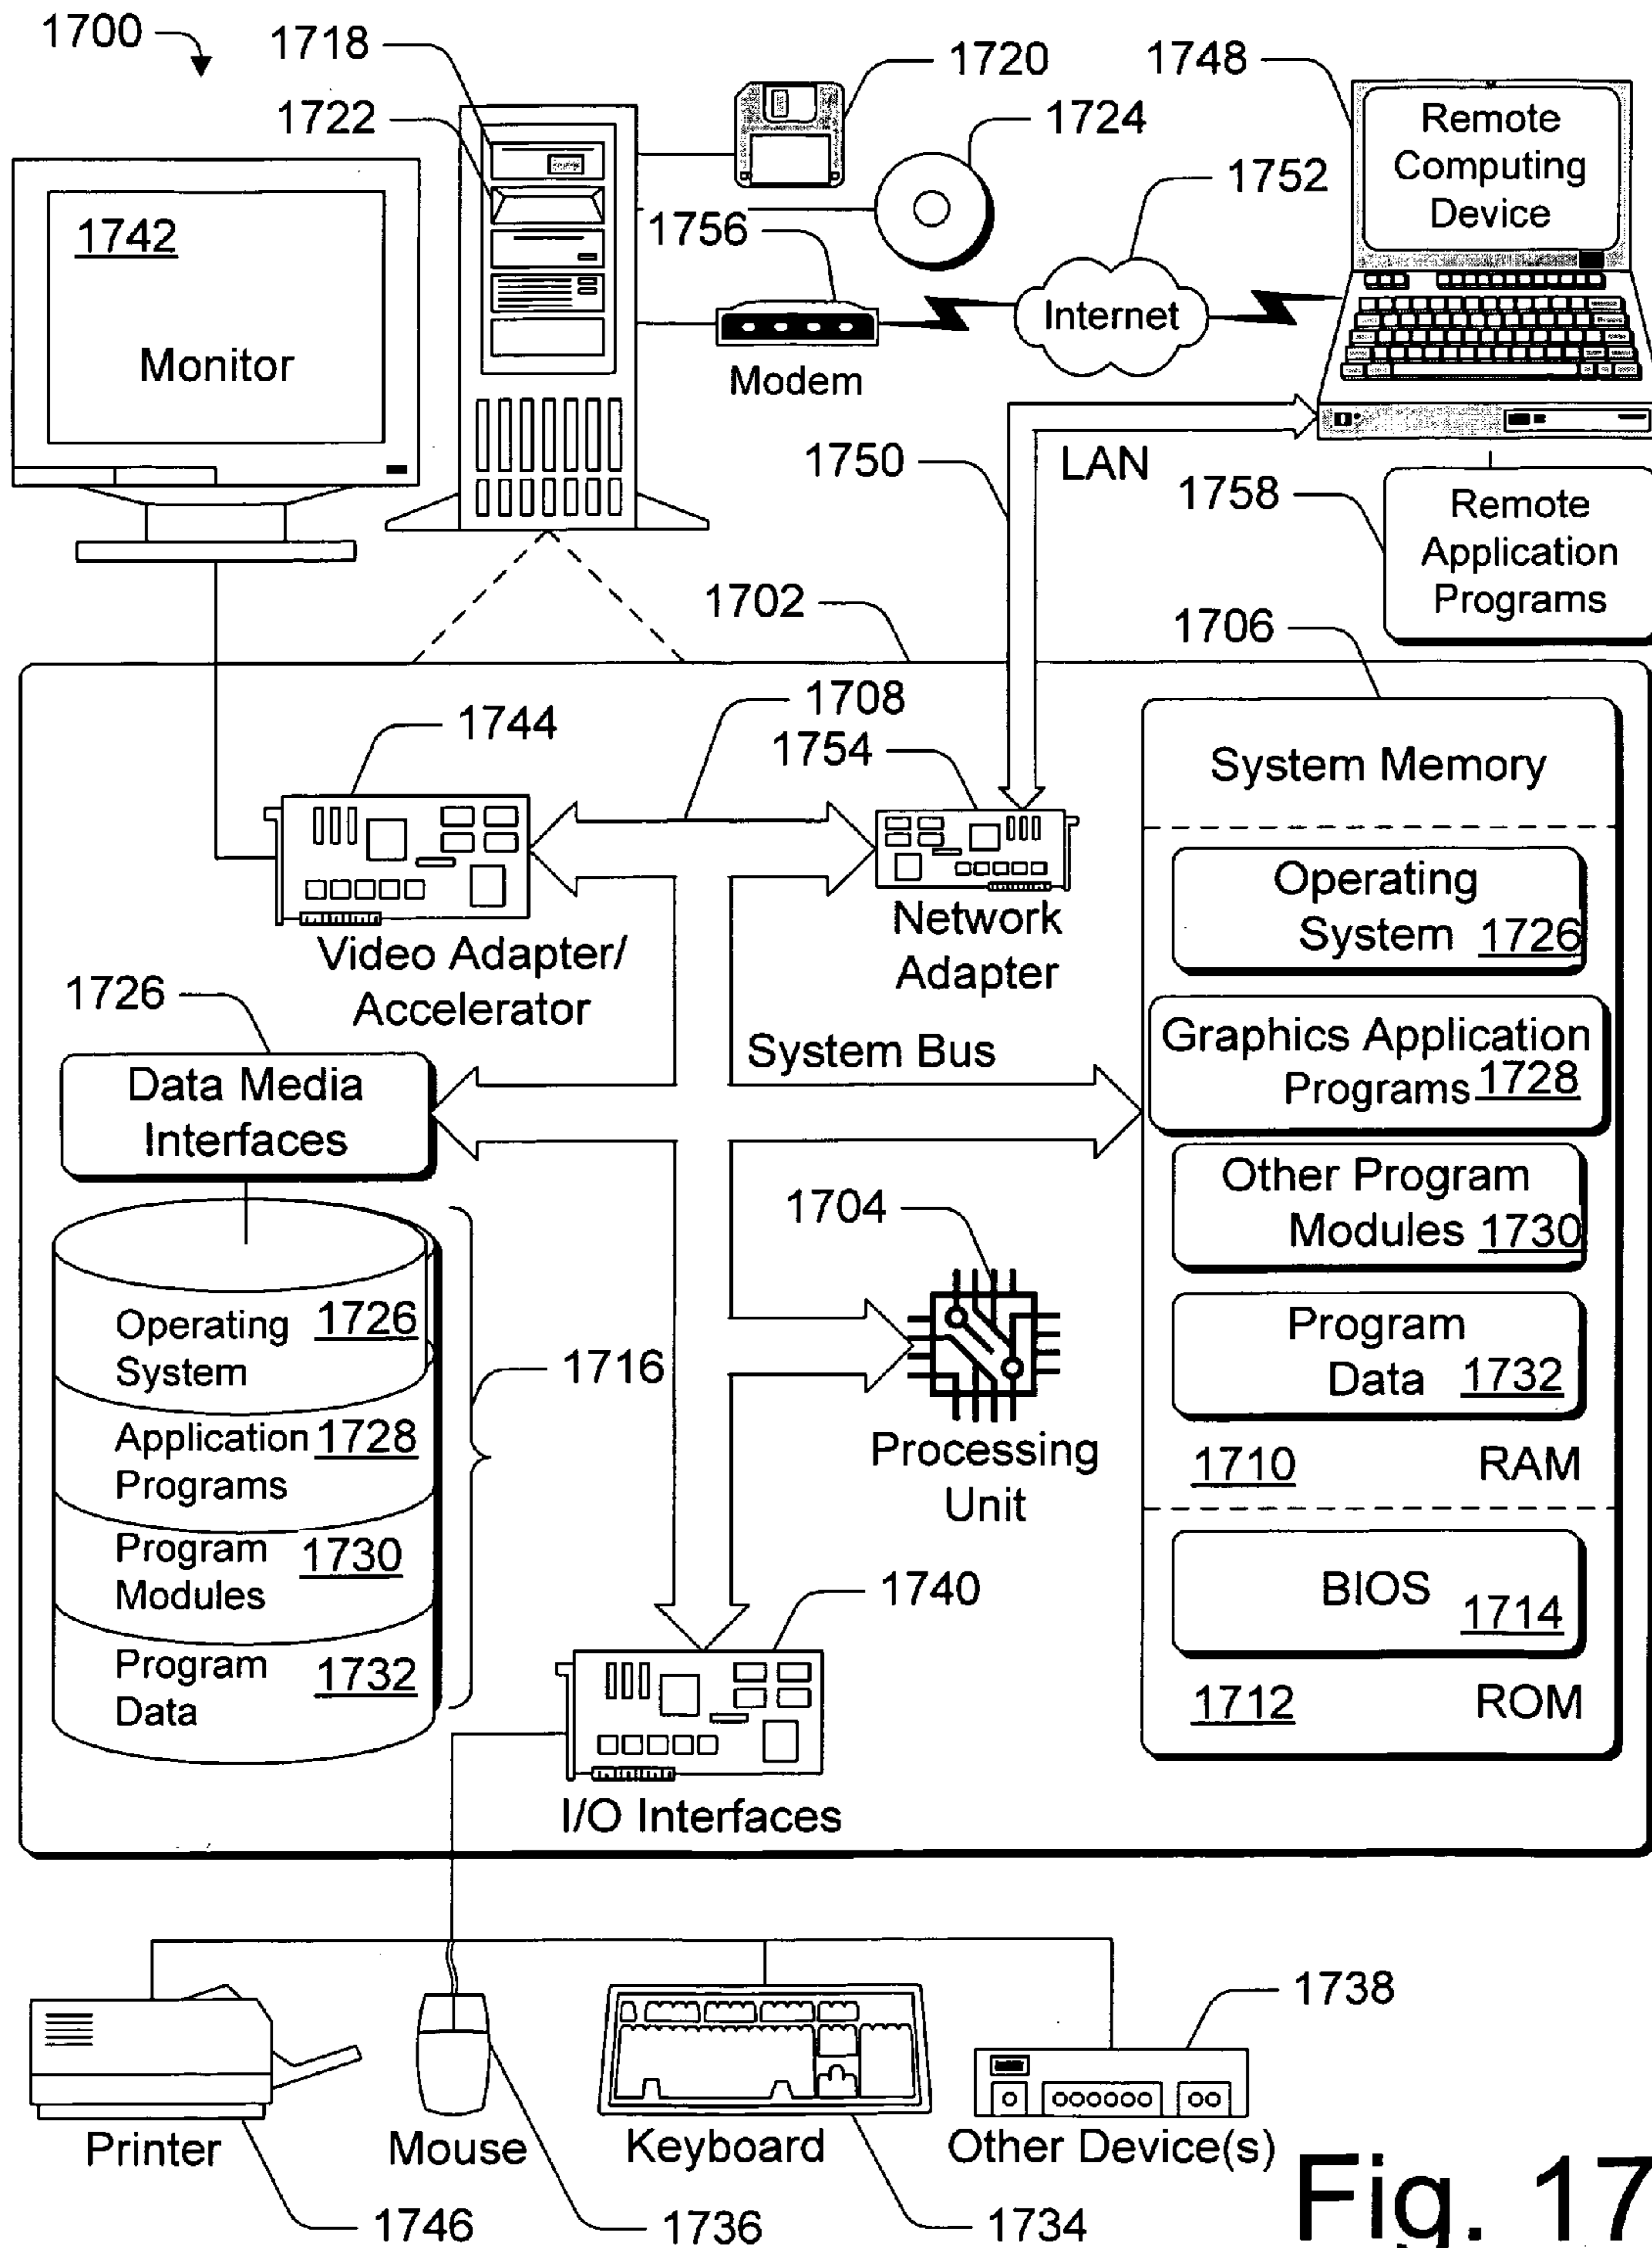 1700
1718
1722
1720
1724
1748
Remote
Computing
Device
1752
1742
Monitor
1756
Internet
Modem
1750
LAN
1758
Remote
Application
Programs
1702
1706
1744
1708
1754
System Memory
Video Adapter/
Accelerator
Network
Adapter
Operating
System 1726
1726
Data Media
Interfaces
System Bus
Graphics Application
Programs 1728
Other Program
Modules 1730
1704
Processing
Unit
Program
Data 1732
1710 RAM
Operating 1726
System
1716
Application 1728
Programs
Program 1730
Modules
Program 1732
Data
BIOS
1714
1712 ROM
1740
I/O Interfaces
1738
Printer
Mouse
Keyboard
Other Device(s)
1746
1736
1734
Fig. 17